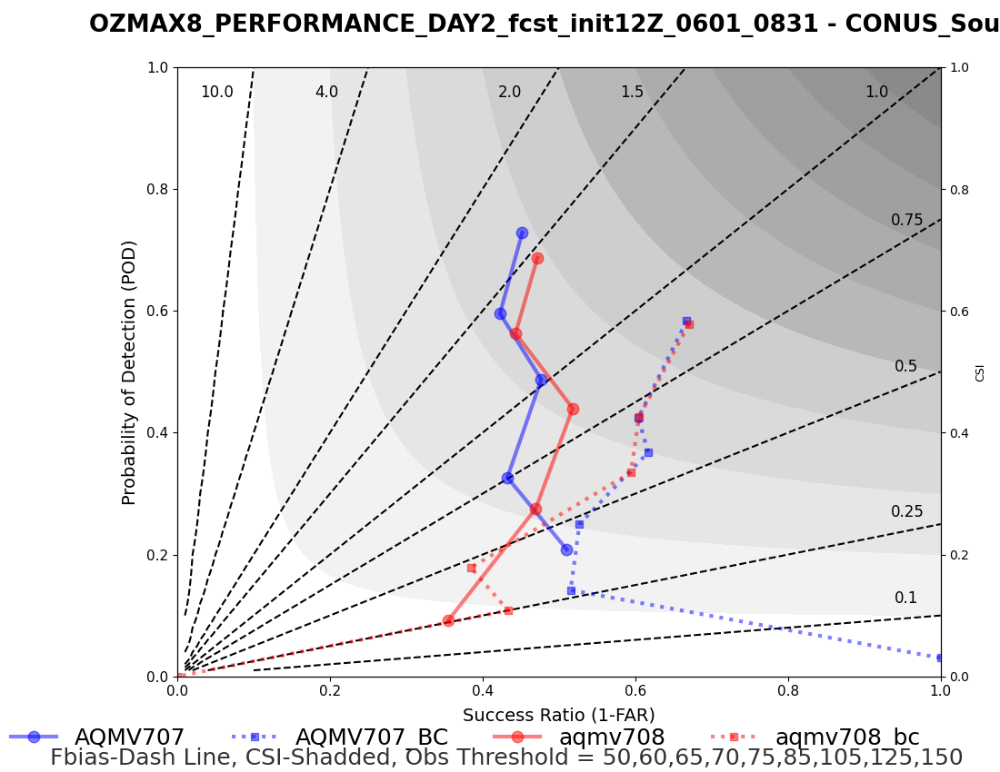 OZMAX8_PERFORMANCE_DAY2_fcst_init12Z_0601_0831 - CONUS_Sou
1.0 10.0 4.0 2.0 1.5 1.0 1.0
0.8 0.8
0.75
0.6 0.6
0.5
0.4 0.4
0.25
0.2 0.2
0.1
0.0 0.0
Probability of Detection (POD)
CSI
0.0 0.2 0.4 0.6 0.8 1.0
Success Ratio (1-FAR)
AQMV707 AQMV707_BC aqmv708 aqmv708_bc
Fbias-Dash Line, CSI-Shadded, Obs Threshold = 50,60,65,70,75,85,105,125,150